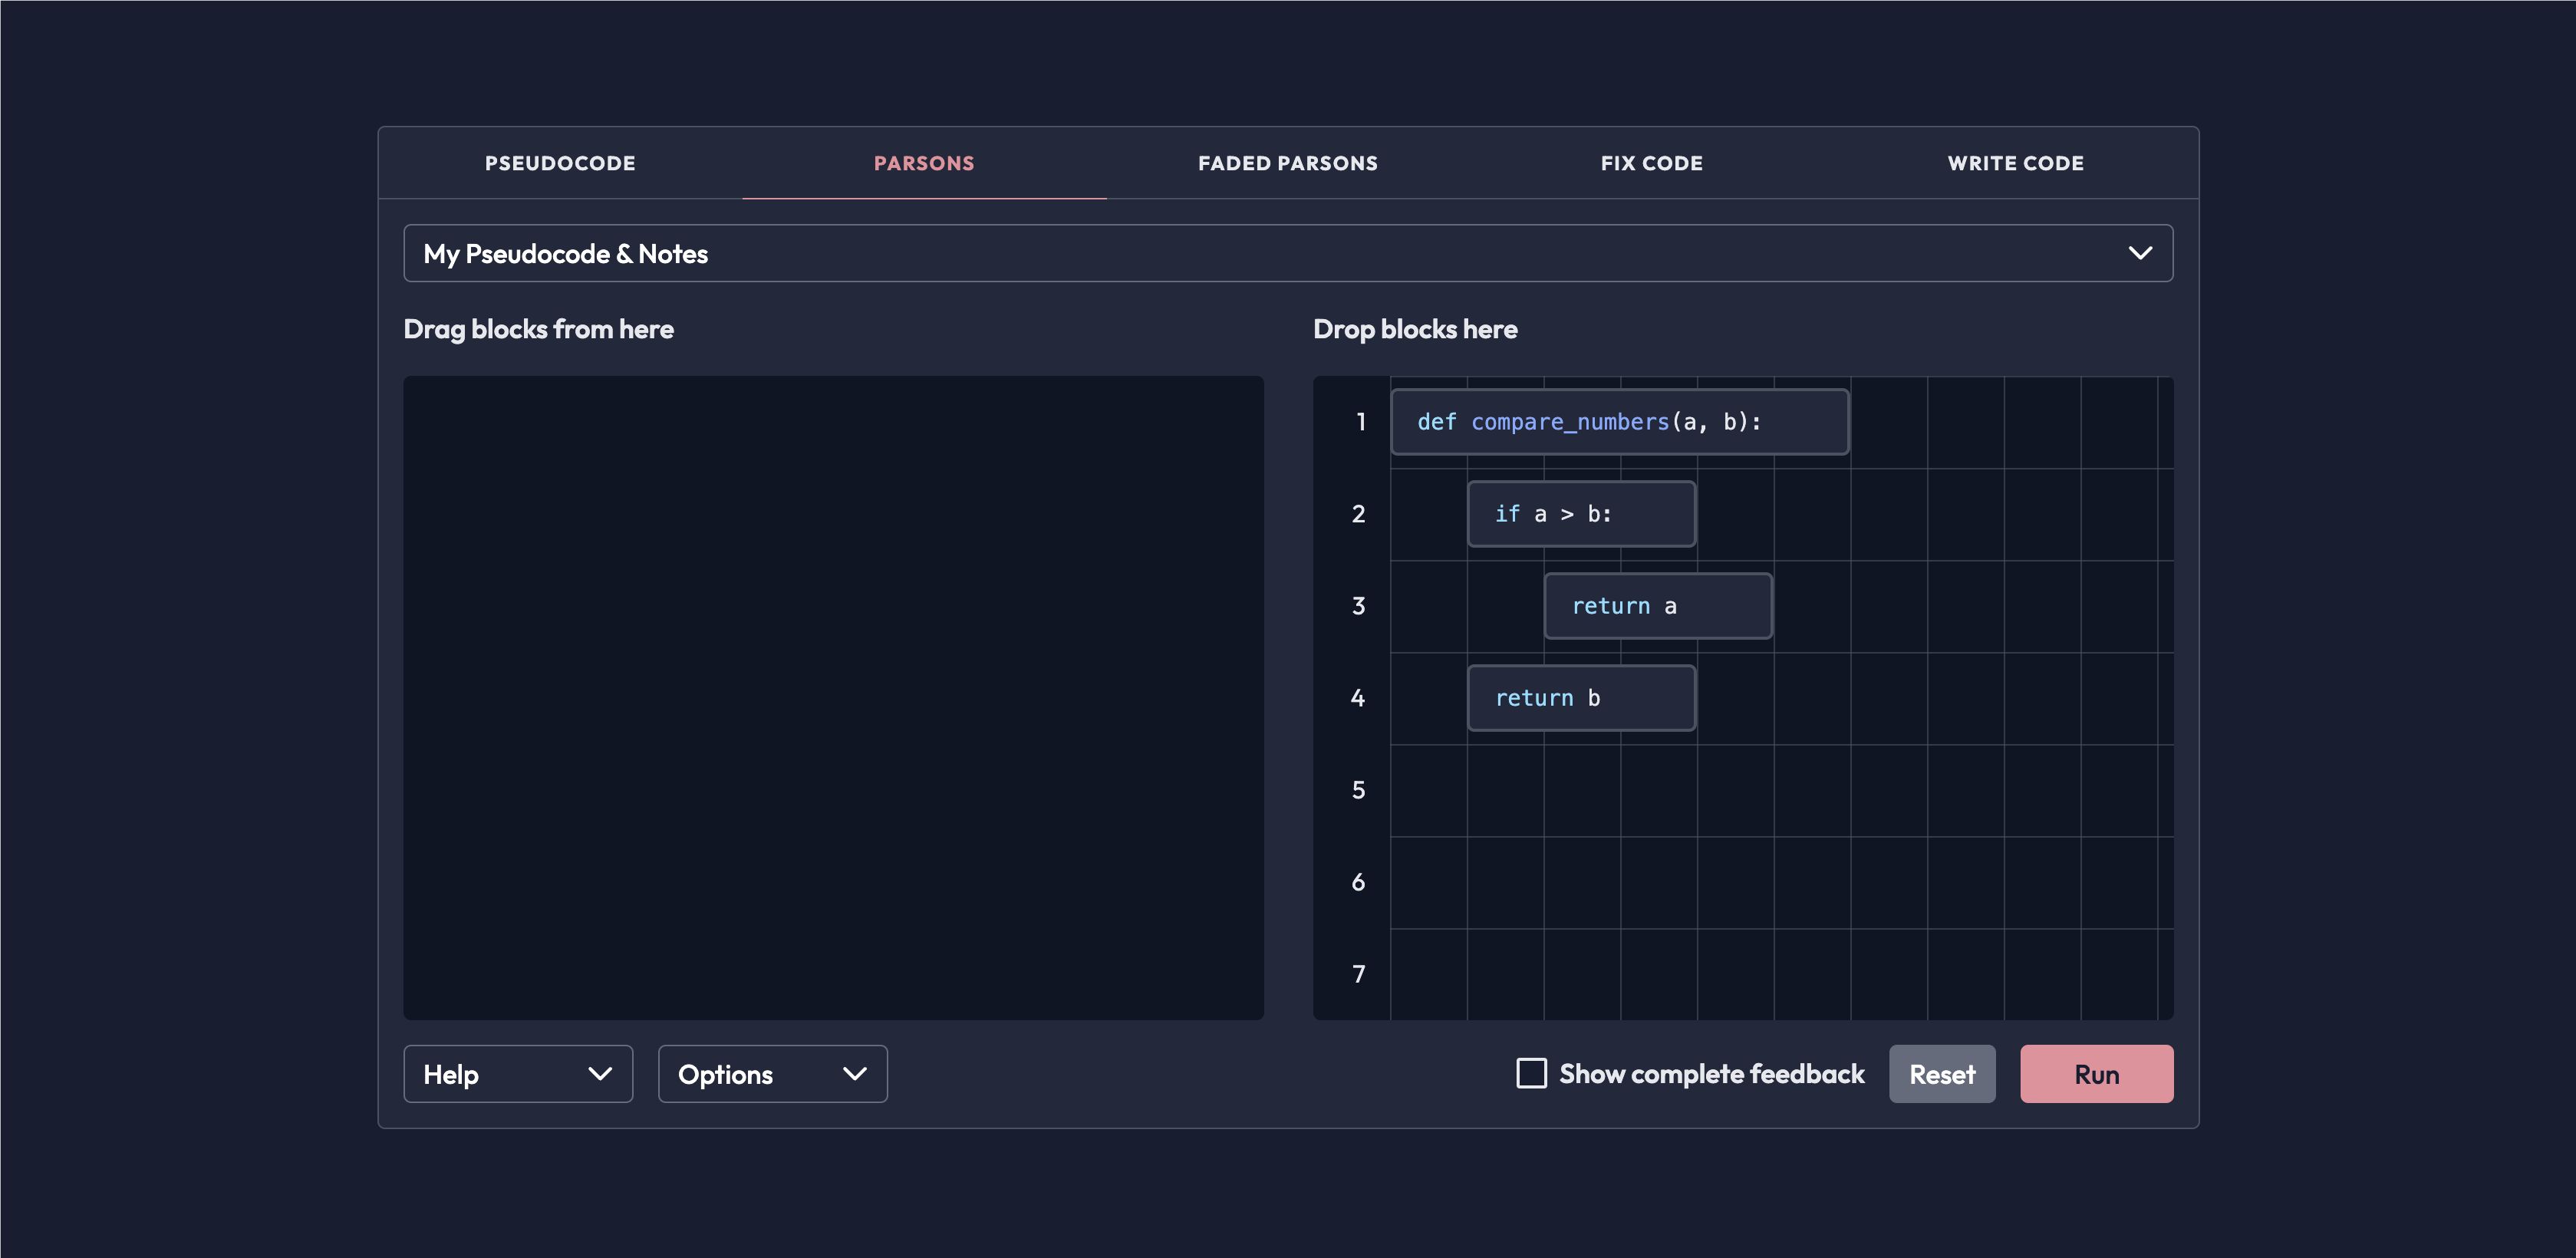 PSEUDOCODE PARSONS FADED PARSONS FIX CODE WRITE CODE
My Pseudocode & Notes
Drag blocks from here
Drop blocks here
1 def compare_numbers(a, b):
2 if a > b:
3 return a
4 return b
5
6
7
Help Options Show complete feedback Reset Run